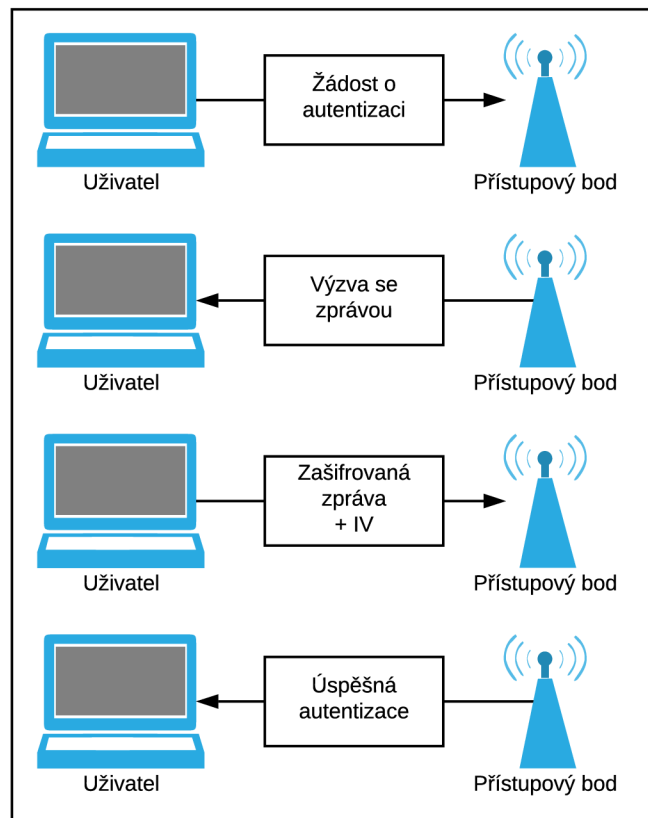 Žádost o
autentizaci
Uživatel
Přístupový bod
Výzva se
zprávou
Uživatel
Přístupový bod
Zašifrovaná
zpráva
+ IV
Uživatel
Přístupový bod
Úspěšná
autentizace
Uživatel
Přístupový bod